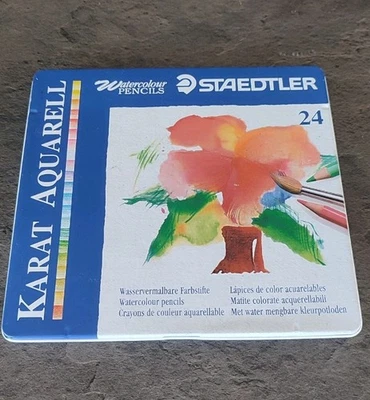 Watercolour
PENCILS
STAEDTLER
24
KARAT AQUARELL
Wasservermalbare Farbstifte
Watercolour pencils
Crayons de couleur aquarellable
Lápices de color acuarelables
Matite colorate acquerellabili
Met water mengbare kleurpotloden